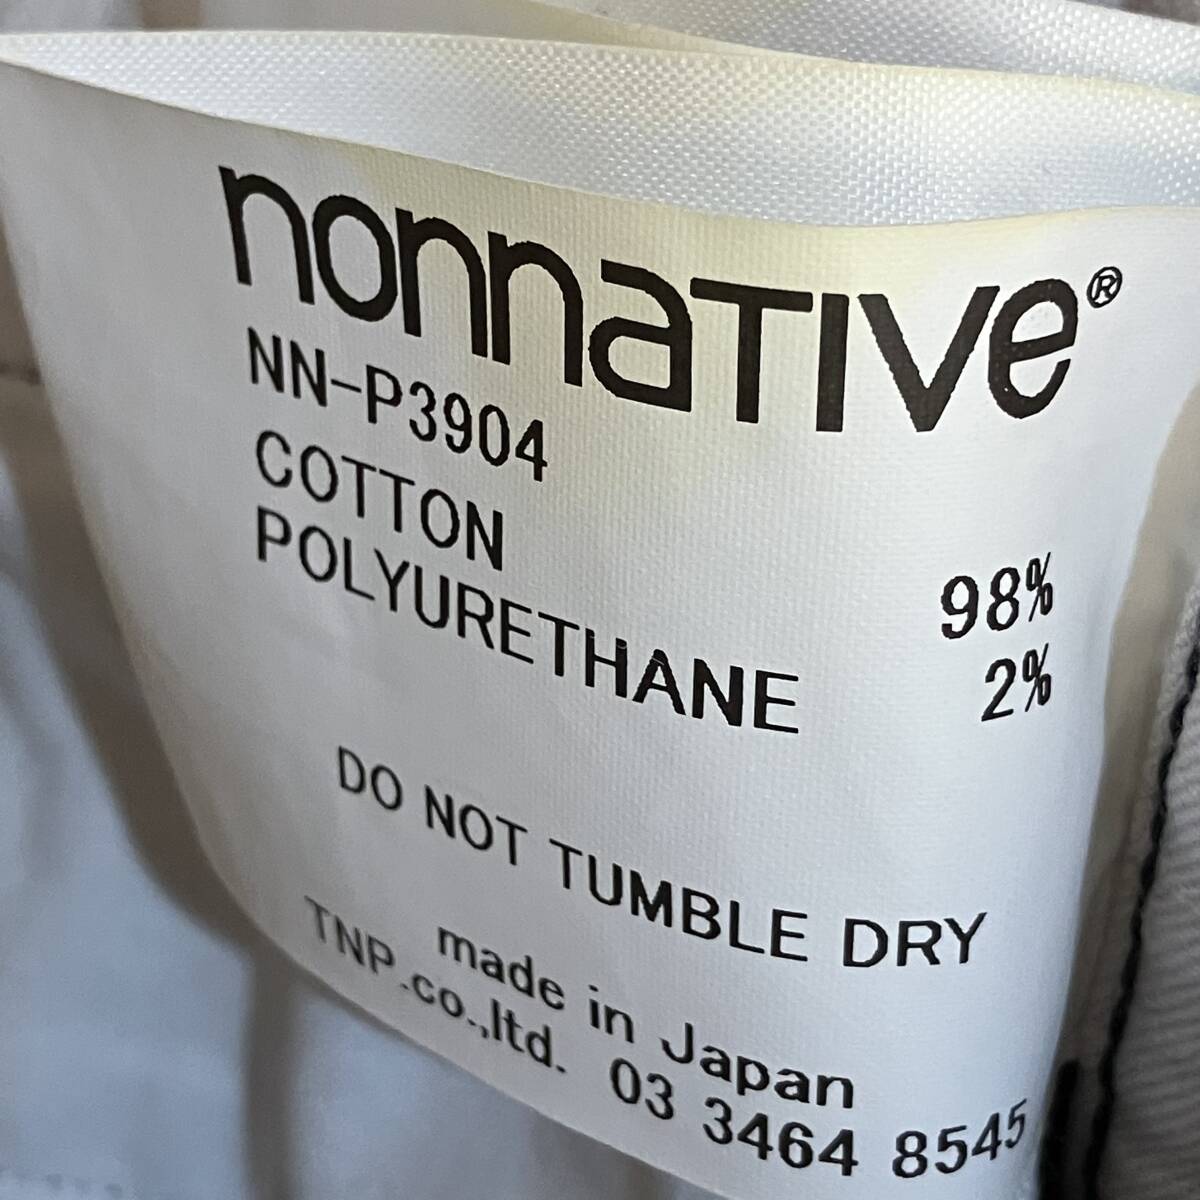 nonnaTIVe®
NN-P3904
COTTON 98%
POLYURETHANE 2%
DO NOT TUMBLE DRY
made in Japan
TNP.co.,ltd. 03 3464 8545